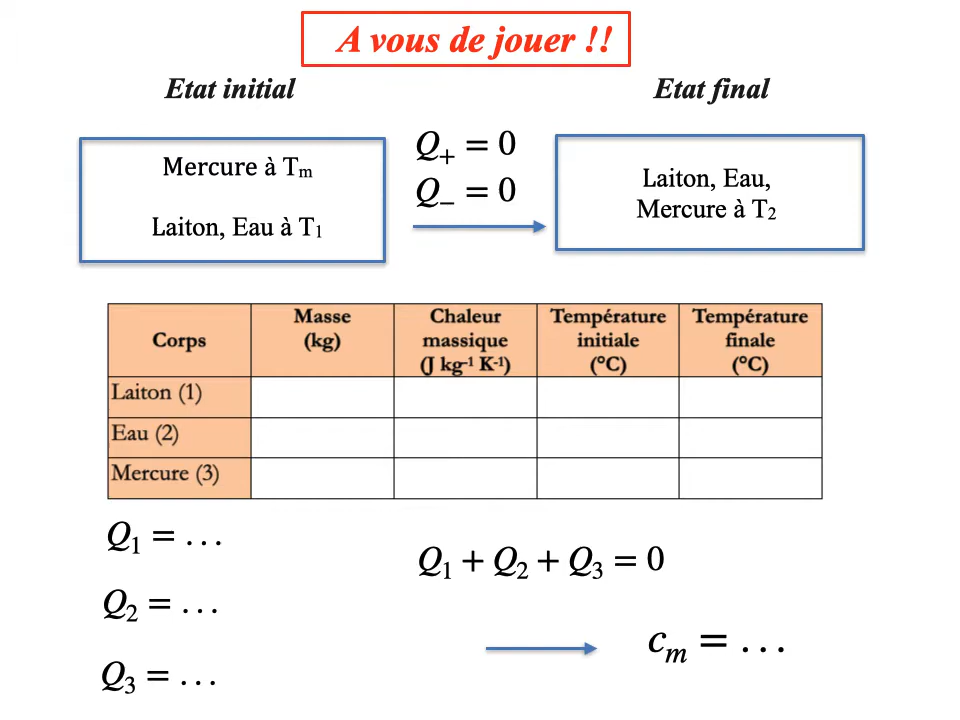 A vous de jouer !!
Etat initial
Etat final
Mercure à Tₘ
Laiton, Eau à T₁
Q₊ = 0
Q₋ = 0
Laiton, Eau,
Mercure à T₂
Corps
Masse
(kg)
Chaleur
massique
(J kg⁻¹ K⁻¹)
Température
initiale
(°C)
Température
finale
(°C)
Laiton (1)
Eau (2)
Mercure (3)
Q₁ = …
Q₂ = …
Q₃ = …
Q₁ + Q₂ + Q₃ = 0
cₘ = …